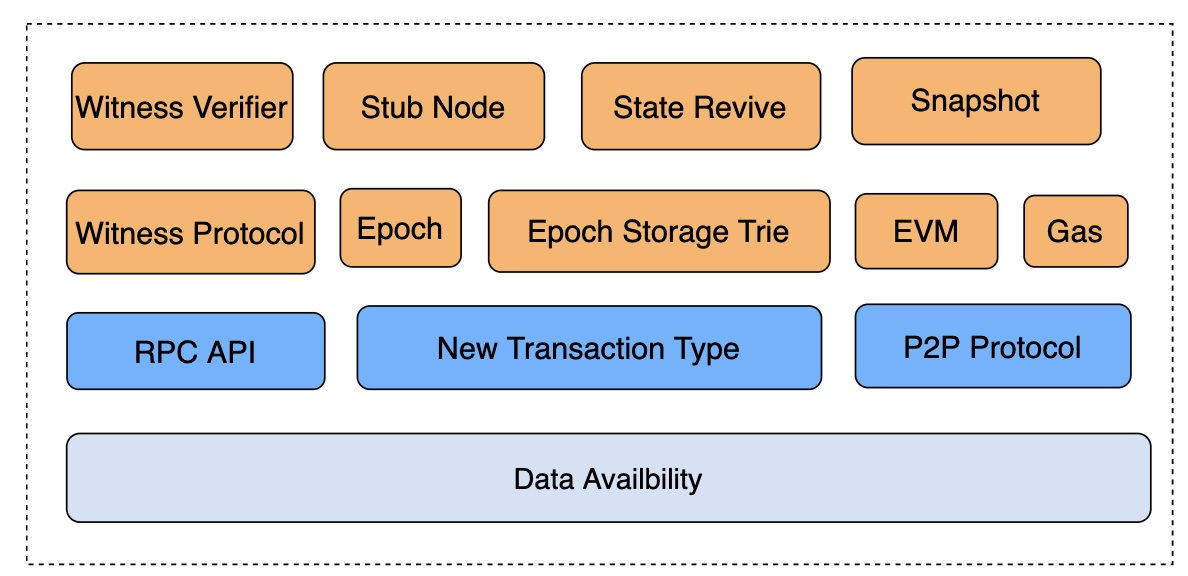 Witness Verifier
Stub Node
State Revive
Snapshot
Witness Protocol
Epoch
Epoch Storage Trie
EVM
Gas
RPC API
New Transaction Type
P2P Protocol
Data Availbility